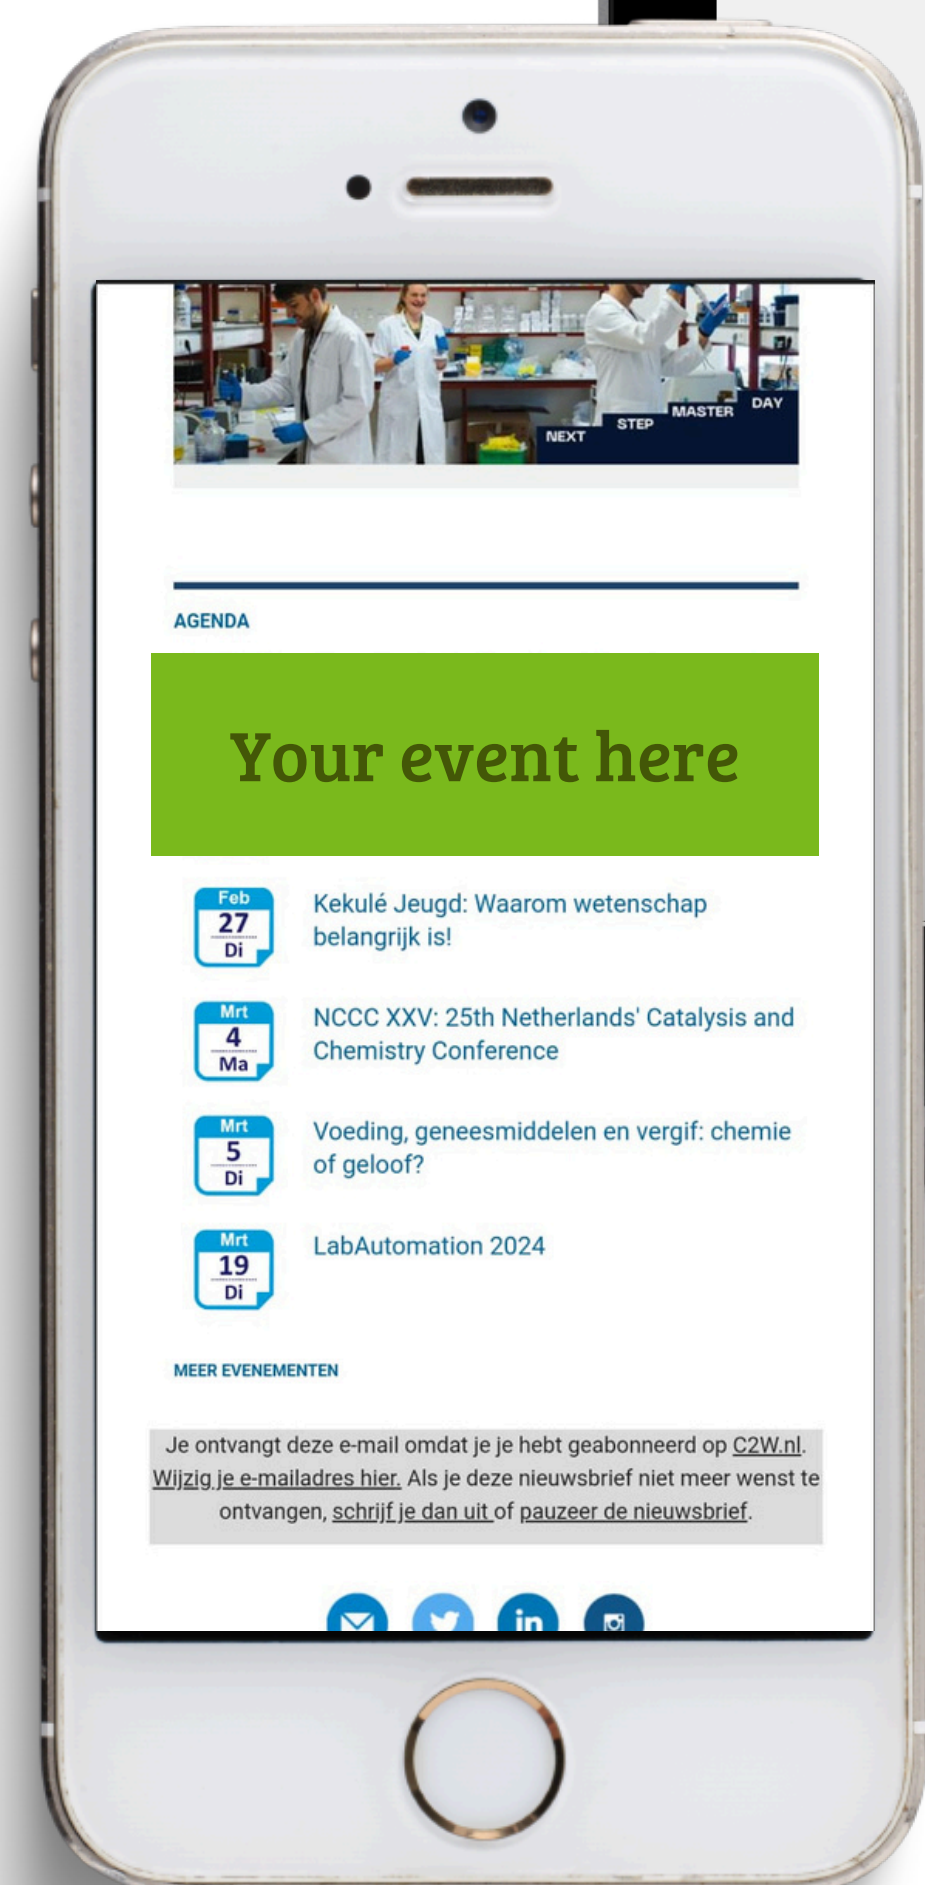 NEXT STEP MASTER DAY
AGENDA
Your event here
Feb
27
Di
Kekulé Jeugd: Waarom wetenschap
belangrijk is!
Mrt
4
Ma
NCCC XXV: 25th Netherlands' Catalysis and
Chemistry Conference
Mrt
5
Di
Voeding, geneesmiddelen en vergif: chemie
of geloof?
Mrt
19
Di
LabAutomation 2024
MEER EVENEMENTEN
Je ontvangt deze e-mail omdat je je hebt geabonneerd op C2W.nl.
Wijzig je e-mailadres hier. Als je deze nieuwsbrief niet meer wenst te
ontvangen, schrijf je dan uit of pauzeer de nieuwsbrief.
in